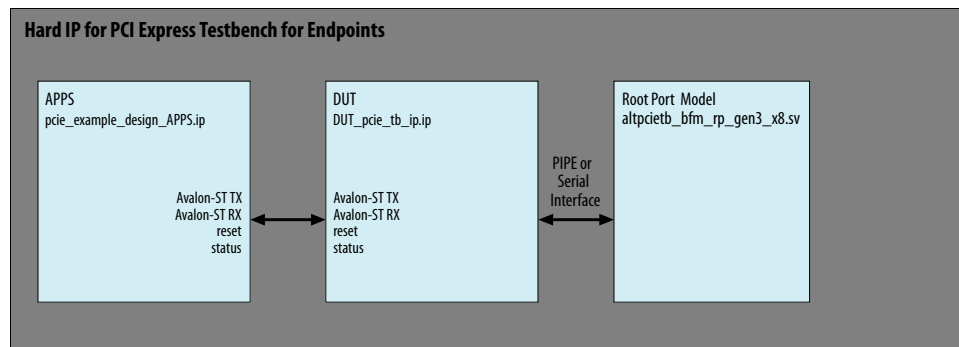 Hard IP for PCI Express Testbench for Endpoints
APPS
pcie_example_design_APPS.ip
Avalon-ST TX
Avalon-ST RX
reset
status
DUT
DUT_pcie_tb_ip.ip
Avalon-ST TX
Avalon-ST RX
reset
status
PIPE or
Serial
Interface
Root Port Model
altpcietb_bfm_rp_gen3_x8.sv